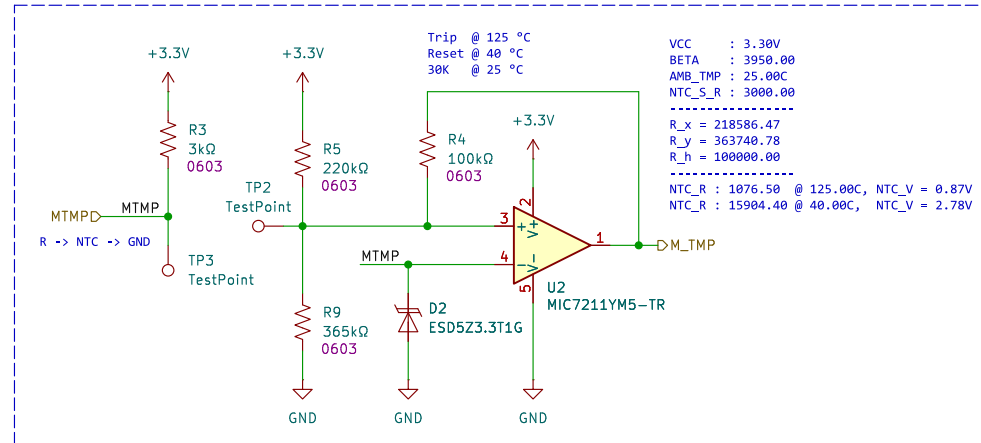 Trip @ 125 °C
Reset @ 40 °C
30K @ 25 °C
VCC : 3.30V
BETA : 3950.00
AMB_TMP : 25.00C
NTC_S_R : 3000.00
-----------------
R_x = 218586.47
R_y = 363740.78
R_h = 100000.00
-----------------
NTC_R : 1076.50 @ 125.00C, NTC_V = 0.87V
NTC_R : 15904.40 @ 40.00C, NTC_V = 2.78V
+3.3V
R3
3kΩ
0603
MTMP
MTMP
R -> NTC -> GND
TP3
TestPoint
+3.3V
R5
220kΩ
0603
TP2
TestPoint
R9
365kΩ
0603
GND
R4
100kΩ
0603
MTMP
D2
ESD5Z3.3T1G
GND
+3.3V
2
3
+
V+
1
4
-
V-
5
U2
MIC7211YM5-TR
M_TMP
GND